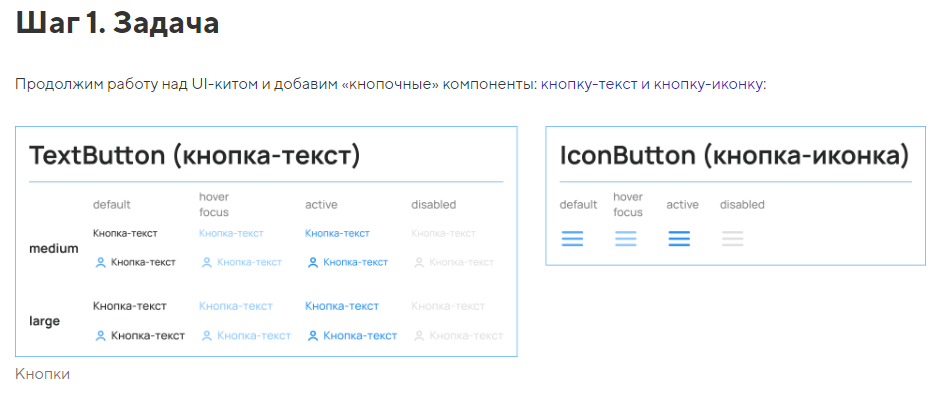 Шаг 1. Задача
Продолжим работу над UI-китом и добавим «кнопочные» компоненты: кнопку-текст и кнопку-иконку:
TextButton (кнопка-текст)
default hover focus active disabled
medium
Кнопка-текст Кнопка-текст Кнопка-текст Кнопка-текст
Кнопка-текст Кнопка-текст Кнопка-текст Кнопка-текст
large
Кнопка-текст Кнопка-текст Кнопка-текст Кнопка-текст
Кнопка-текст Кнопка-текст Кнопка-текст Кнопка-текст
IconButton (кнопка-иконка)
default hover focus active disabled
Кнопки